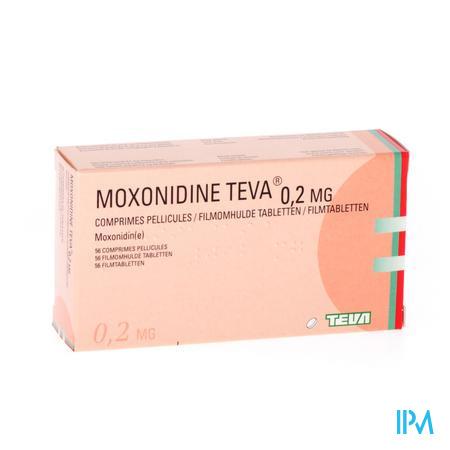 MOXONIDINE TEVA® 0,2 MG
COMPRIMES PELLICULES / FILMOMHULDE TABLETTEN / FILMTABLETTEN
Moxonidin(e)
56 COMPRIMES PELLICULES
56 FILMOMHULDE TABLETTEN
56 FILMTABLETTEN
0,2 MG
TEVA
MOXONIDINE TEVA® 0,2 MG
IPM